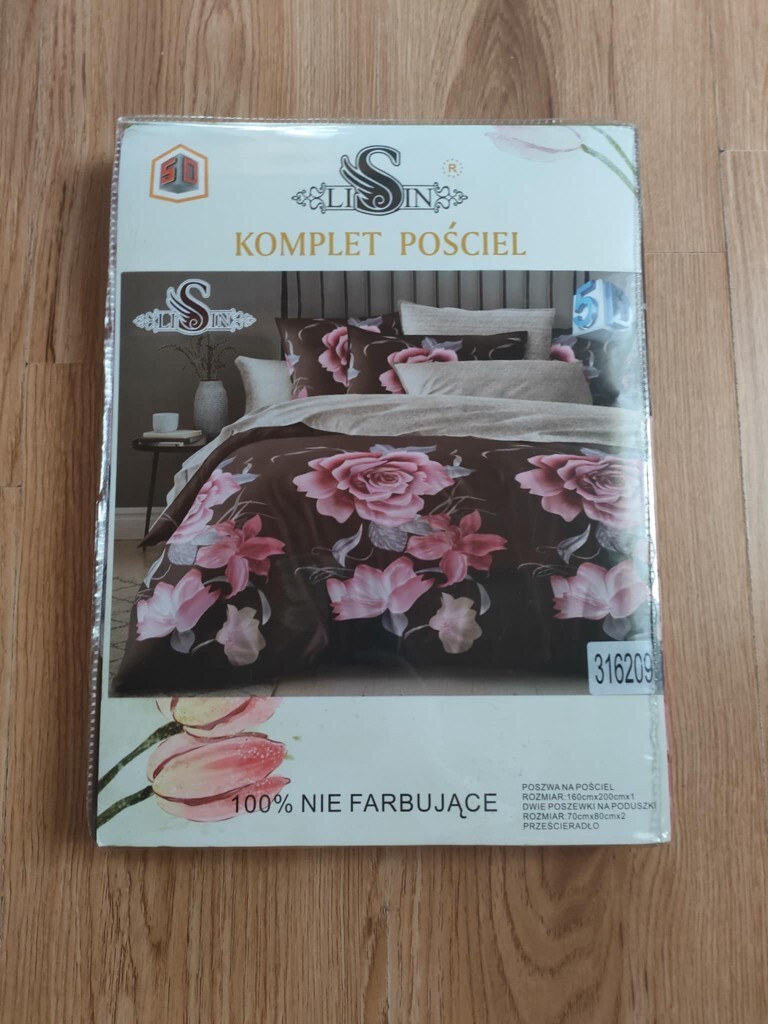 5D
LISIN ®
KOMPLET POŚCIEL
LISIN
5D
316209
100% NIE FARBUJĄCE
POSZWA NA POŚCIEL
ROZMIAR:160cmx200cmx1
DWIE POSZEWKI NA PODUSZKI
ROZMIAR:70cmx80cmx2
PRZEŚCIERADŁO